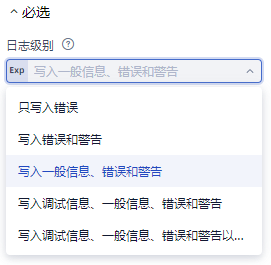 必选
日志级别 ?
Exp 写入一般信息、错误和警告
只写入错误
写入错误和警告
写入一般信息、错误和警告
写入调试信息、一般信息、错误和警告
写入调试信息、一般信息、错误和警告以...